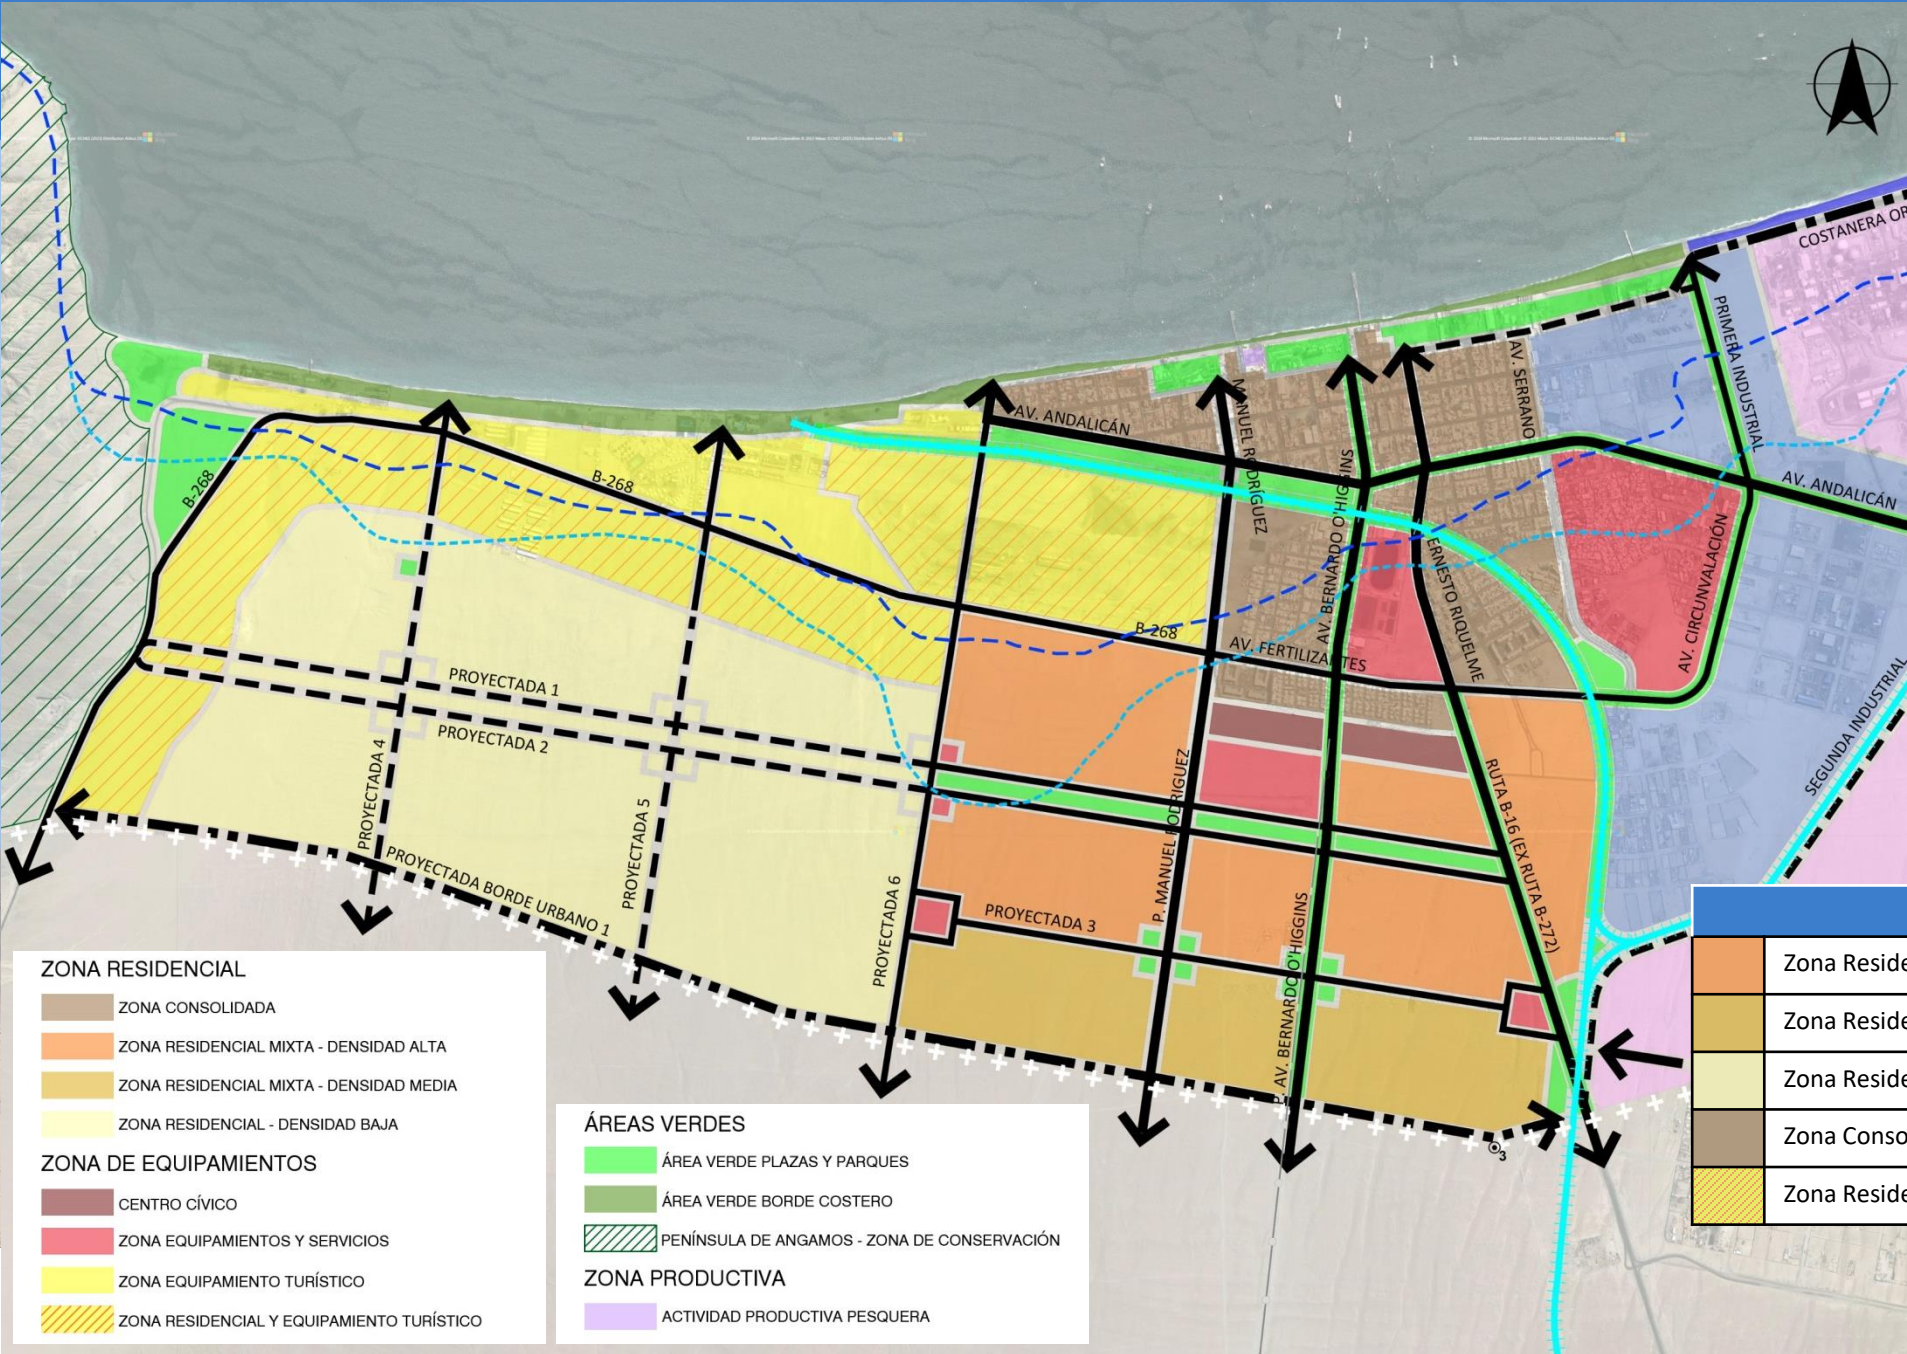 COSTANERA OR
PRIMERA INDUSTRIAL
AV. SERRANO
MANUEL RODRÍGUEZ
AV. ANDALICÁN
B-268
B-268
AV. BERNARDO O'HIGGINS
AV. ANDALICÁN
AV. CIRCUNVALACIÓN
ERNESTO RIQUELME
B-268
AV. FERTILIZANTES
SEGUNDA INDUSTRIAL
PROYECTADA 1
PROYECTADA 2
PROYECTADA 4
PROYECTADA 5
PROYECTADA 6
P. MANUEL RODRIGUEZ
RUTA B-16 (EX RUTA B-272)
PROYECTADA BORDE URBANO 1
PROYECTADA 3
P. AV. BERNARDO O'HIGGINS
3
ZONA RESIDENCIAL
ZONA CONSOLIDADA
ZONA RESIDENCIAL MIXTA - DENSIDAD ALTA
ZONA RESIDENCIAL MIXTA - DENSIDAD MEDIA
ZONA RESIDENCIAL - DENSIDAD BAJA
ZONA DE EQUIPAMIENTOS
CENTRO CÍVICO
ZONA EQUIPAMIENTOS Y SERVICIOS
ZONA EQUIPAMIENTO TURÍSTICO
ZONA RESIDENCIAL Y EQUIPAMIENTO TURÍSTICO
ÁREAS VERDES
ÁREA VERDE PLAZAS Y PARQUES
ÁREA VERDE BORDE COSTERO
PENÍNSULA DE ANGAMOS - ZONA DE CONSERVACIÓN
ZONA PRODUCTIVA
ACTIVIDAD PRODUCTIVA PESQUERA
Zona Reside
Zona Reside
Zona Reside
Zona Conso
Zona Reside